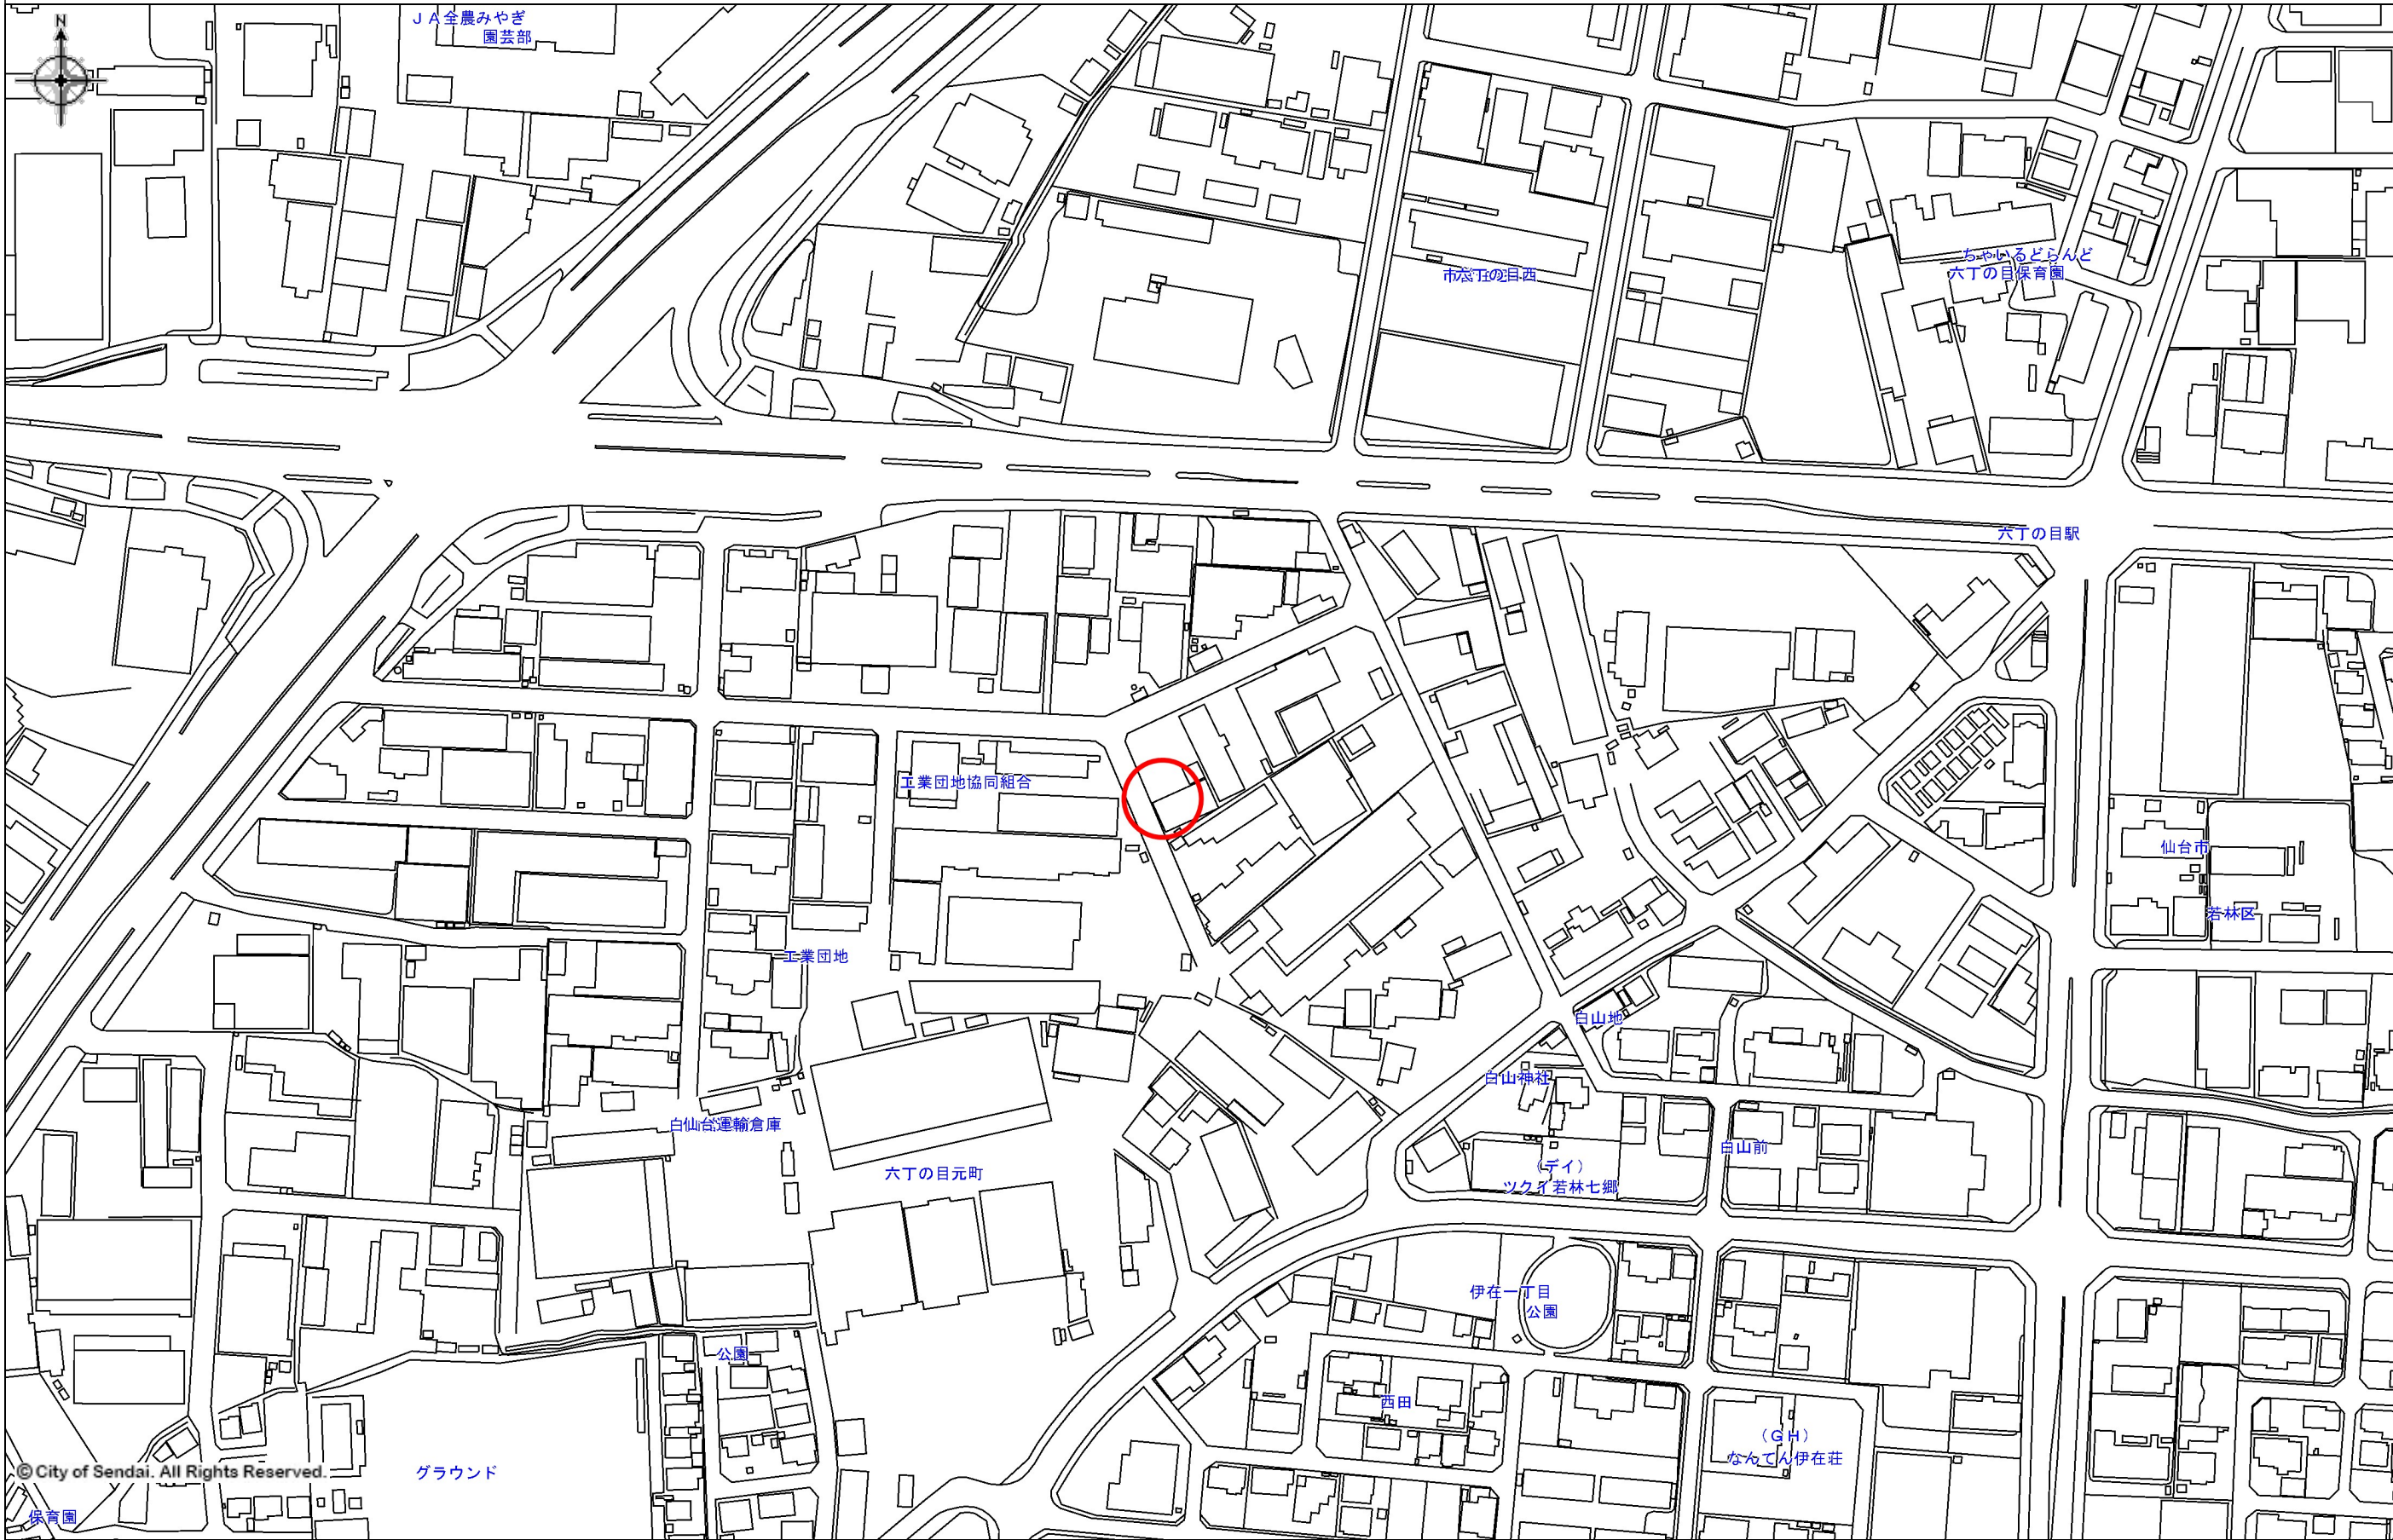 ＪＡ全農みやぎ
園芸部
N
ちゃいるどらんど
六丁の目保育園
六丁の目西
六丁の目駅
工業団地協同組合
仙台市
若林区
工業団地
白山地
白山神社
仙台運輸倉庫
白山前
六丁の目元町
（デイ）
ツクイ若林七郷
伊在一丁目
公園
公園
西田
（ＧＨ）
なんてん伊在荘
©City of Sendai. All Rights Reserved.
グラウンド
保育園